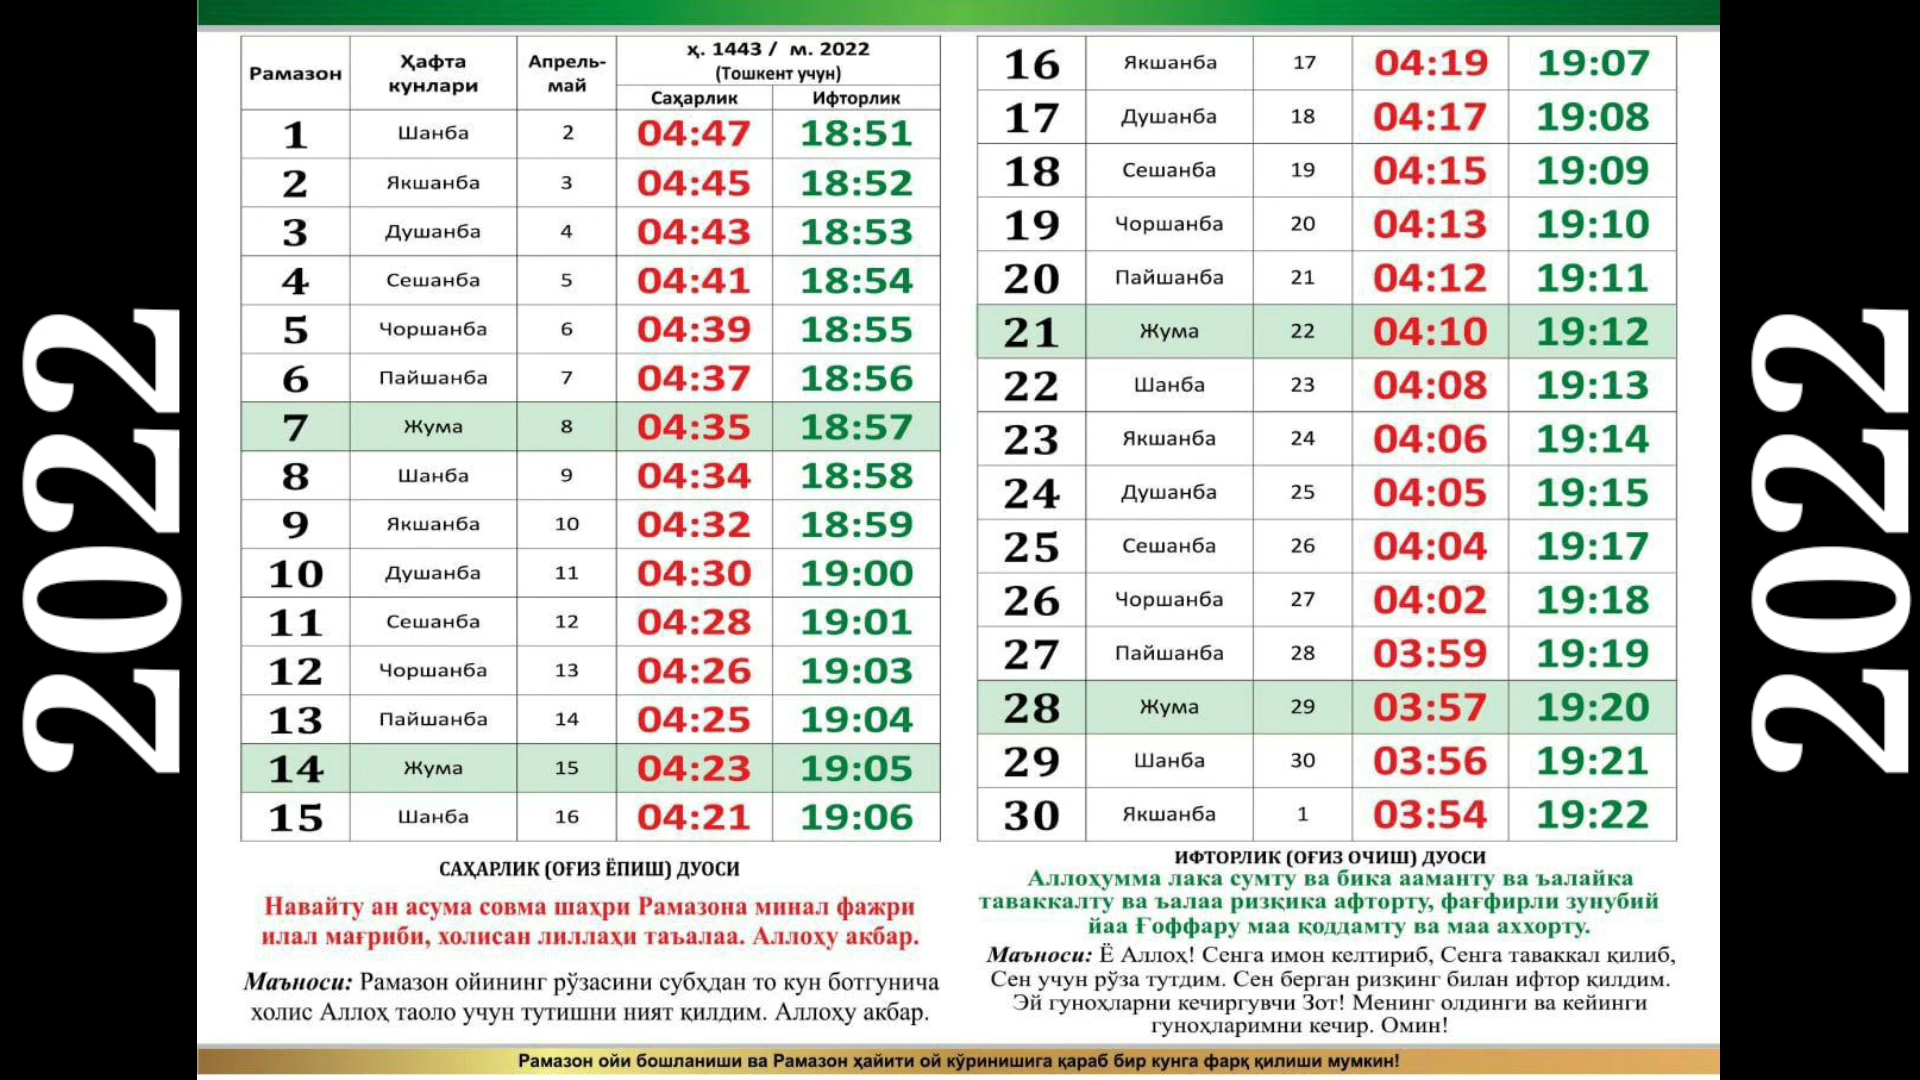 2022
Рамазон Ҳафта кунлари Апрель-май ҳ. 1443 / м. 2022
(Тошкент учун)
Саҳарлик Ифторлик
1 Шанба 2 04:47 18:51
2 Якшанба 3 04:45 18:52
3 Душанба 4 04:43 18:53
4 Сешанба 5 04:41 18:54
5 Чоршанба 6 04:39 18:55
6 Пайшанба 7 04:37 18:56
7 Жума 8 04:35 18:57
8 Шанба 9 04:34 18:58
9 Якшанба 10 04:32 18:59
10 Душанба 11 04:30 19:00
11 Сешанба 12 04:28 19:01
12 Чоршанба 13 04:26 19:03
13 Пайшанба 14 04:25 19:04
14 Жума 15 04:23 19:05
15 Шанба 16 04:21 19:06
САҲАРЛИК (ОҒИЗ ЁПИШ) ДУОСИ
Навайту ан асума совма шаҳри Рамазона минал фажри
илал мағриби, холисан лиллаҳи таъалаа. Аллоҳу акбар.
Маъноси: Рамазон ойининг рўзасини субҳдан то кун ботгунича
холис Аллоҳ таоло учун тутишни ният қилдим. Аллоҳу акбар.
16 Якшанба 17 04:19 19:07
17 Душанба 18 04:17 19:08
18 Сешанба 19 04:15 19:09
19 Чоршанба 20 04:13 19:10
20 Пайшанба 21 04:12 19:11
21 Жума 22 04:10 19:12
22 Шанба 23 04:08 19:13
23 Якшанба 24 04:06 19:14
24 Душанба 25 04:05 19:15
25 Сешанба 26 04:04 19:17
26 Чоршанба 27 04:02 19:18
27 Пайшанба 28 03:59 19:19
28 Жума 29 03:57 19:20
29 Шанба 30 03:56 19:21
30 Якшанба 1 03:54 19:22
ИФТОРЛИК (ОҒИЗ ОЧИШ) ДУОСИ
Аллоҳумма лака сумту ва бика ааманту ва ъалайка
таваккалту ва ъалаа ризқика афторту, фағфирли зунубий
йаа Ғоффару маа қоддамту ва маа аххорту.
Маъноси: Ё Аллоҳ! Сенга имон келтириб, Сенга таваккал қилиб,
Сен учун рўза тутдим. Сен берган ризқинг билан ифтор қилдим.
Эй гуноҳларни кечиргувчи Зот! Менинг олдинги ва кейинги
гуноҳларимни кечир. Омин!
Рамазон ойи бошланиши ва Рамазон ҳайити ой кўринишига қараб бир кунга фарқ қилиши мумкин!
2022